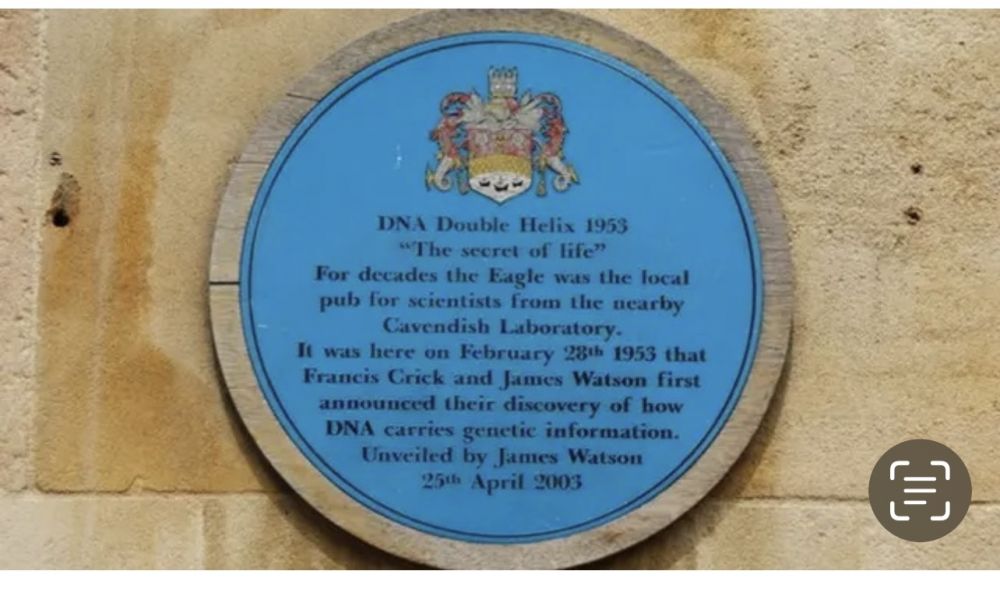 DNA Double Helix 1953
“The secret of life”
For decades the Eagle was the local
pub for scientists from the nearby
Cavendish Laboratory.
It was here on February 28th 1953 that
Francis Crick and James Watson first
announced their discovery of how
DNA carries genetic information.
Unveiled by James Watson
25th April 2003